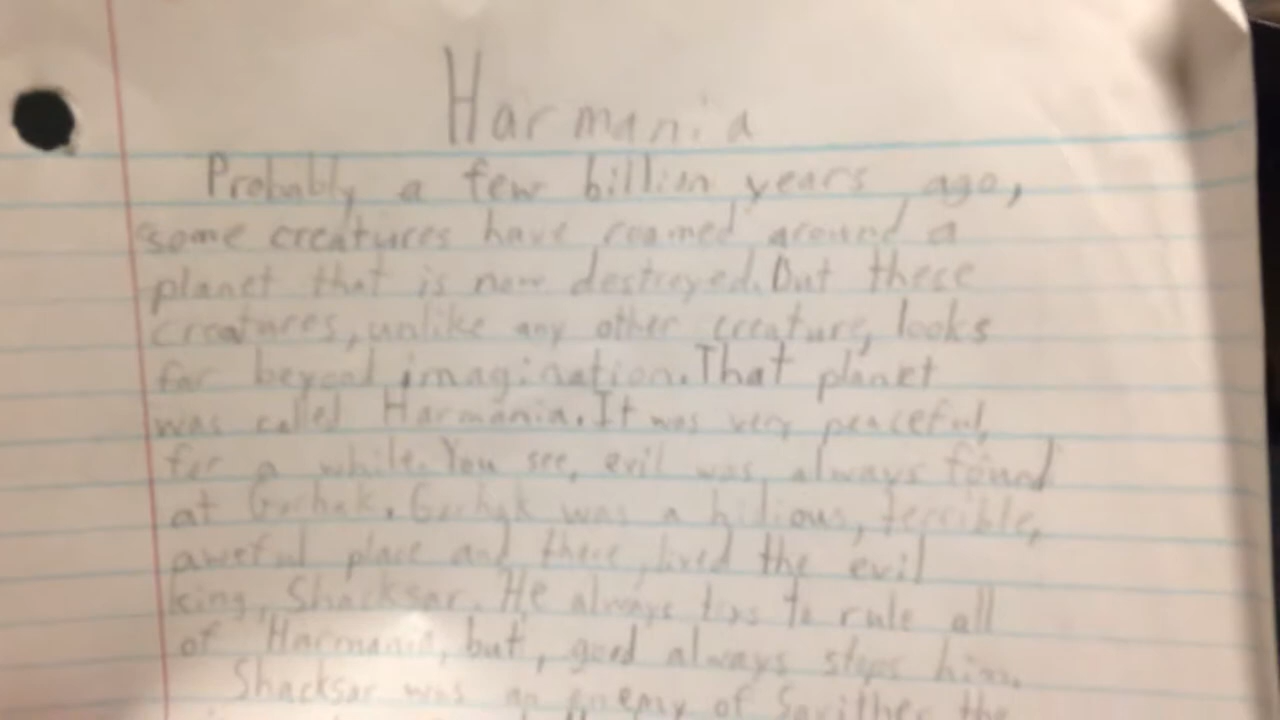 Harmania
Probably a few billion years ago,
some creatures have roamed around a
planet that is now destroyed. But these
creatures, unlike any other creature, looks
far beyond imagination. That planet
was called Harmania. It was very peaceful,
for a while. You see, evil was always found
at was a hidious, terrible,
aweful place and there lived the evil
king, Shacksar. He always trys to rule all
of Harmania, but, good always stops him.
Shacksar was an enemy of the